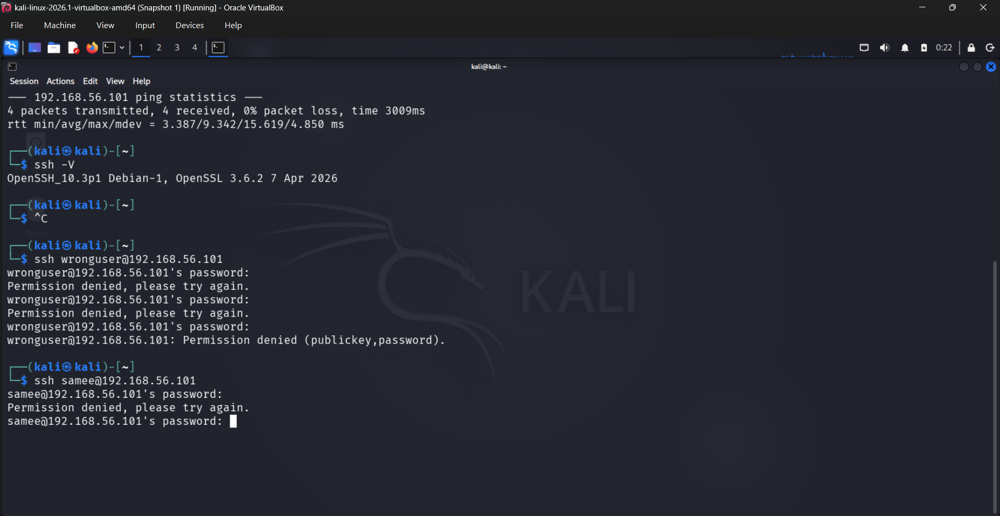 kali-linux-2026.1-virtualbox-amd64 (Snapshot 1) [Running] - Oracle VirtualBox
File Machine View Input Devices Help
1 2 3 4 0:22
kali@kali: ~
Session Actions Edit View Help
--- 192.168.56.101 ping statistics ---
4 packets transmitted, 4 received, 0% packet loss, time 3009ms
rtt min/avg/max/mdev = 3.387/9.342/15.619/4.850 ms
┌──(kali㉿kali)-[~]
└─$ ssh -V
OpenSSH_10.3p1 Debian-1, OpenSSL 3.6.2 7 Apr 2026
┌──(kali㉿kali)-[~]
└─$ ^C
Trash
┌──(kali㉿kali)-[~]
└─$ ssh wronguser@192.168.56.101
wronguser@192.168.56.101's password:
Permission denied, please try again.
wronguser@192.168.56.101's password:
Permission denied, please try again.
wronguser@192.168.56.101's password:
wronguser@192.168.56.101: Permission denied (publickey,password).
KALI
┌──(kali㉿kali)-[~]
└─$ ssh samee@192.168.56.101
samee@192.168.56.101's password:
Permission denied, please try again.
samee@192.168.56.101's password: